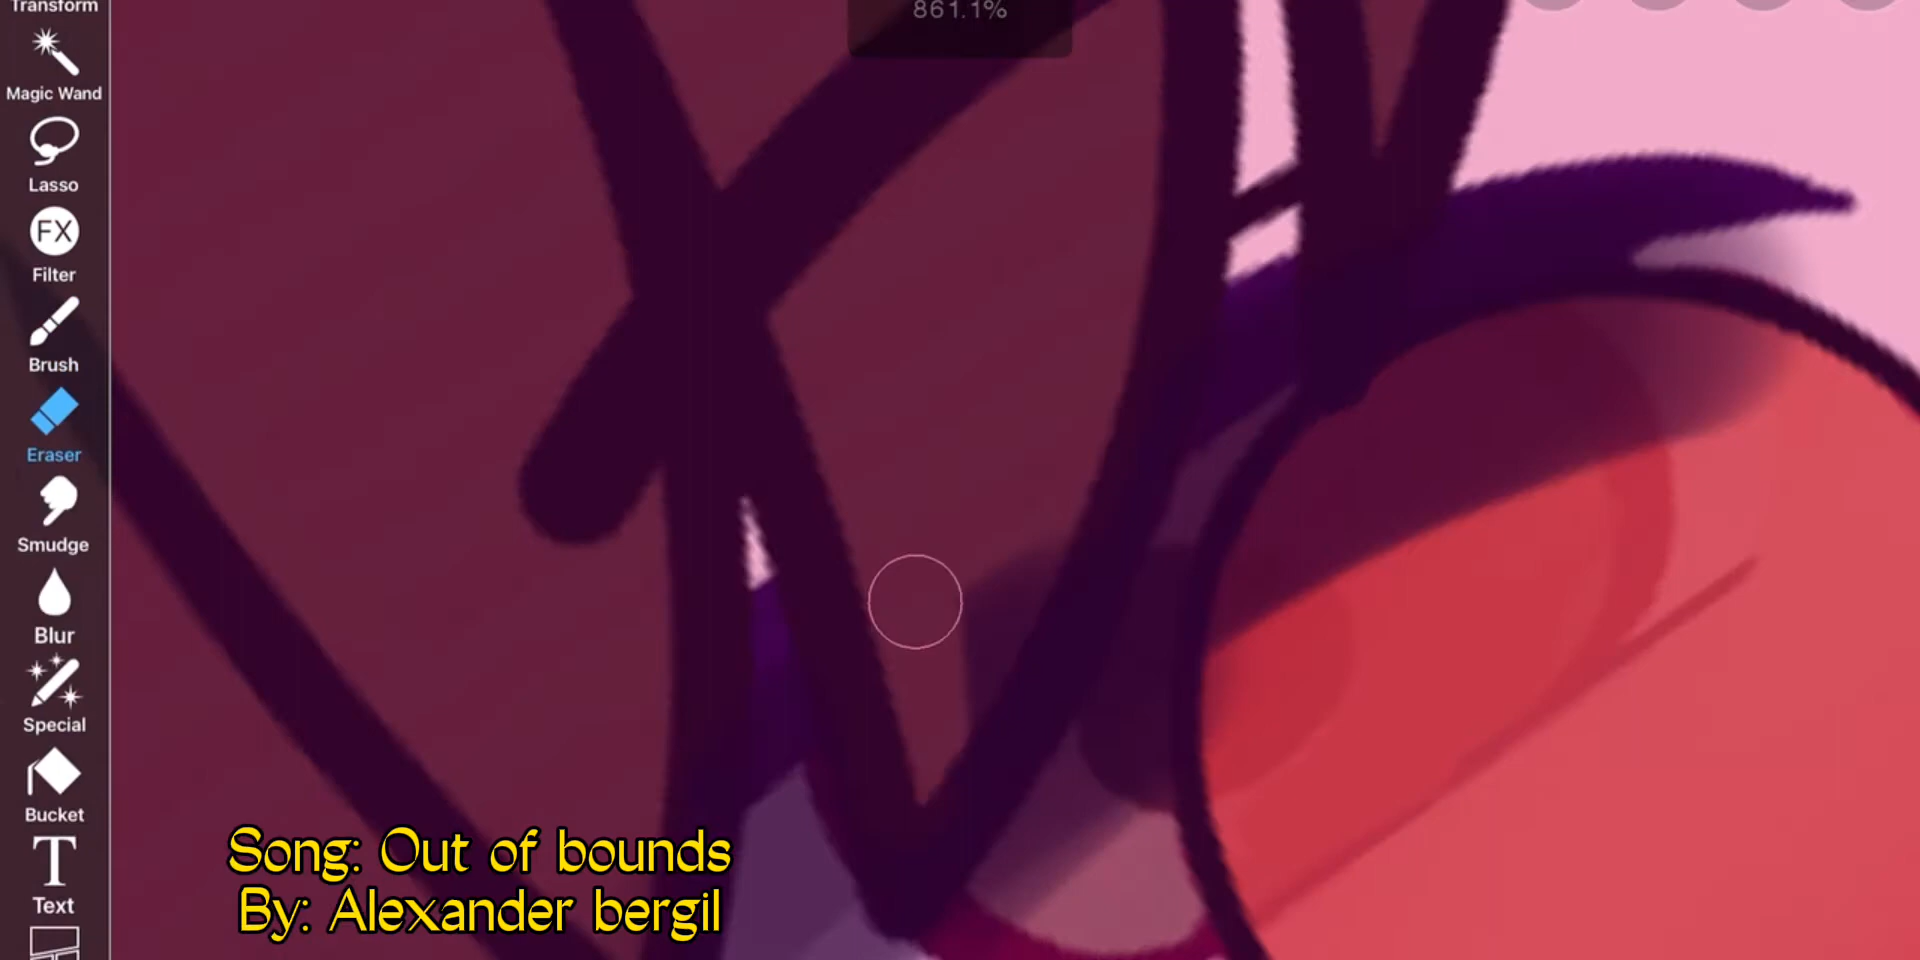 Transform
861.1%
Magic Wand
Lasso
FX
Filter
Brush
Eraser
Smudge
Blur
Special
Bucket
T
Text
Song: Out of bounds
By: Alexander bergil